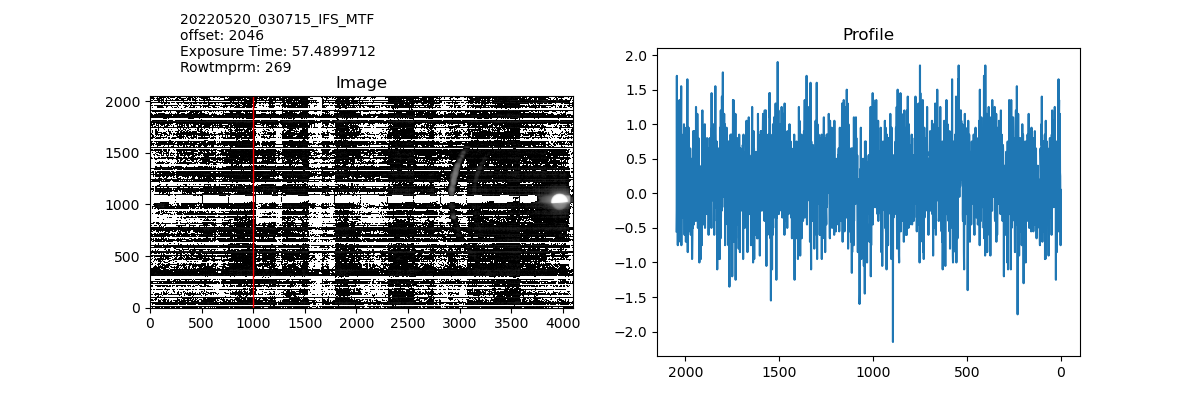 20220520_030715_IFS_MTF
offset: 2046
Exposure Time: 57.4899712
Rowtmprm: 269
Image
2000
1500
1000
500
0
0 500 1000 1500 2000 2500 3000 3500 4000
Profile
2.0
1.5
1.0
0.5
0.0
−0.5
−1.0
−1.5
−2.0
2000 1500 1000 500 0